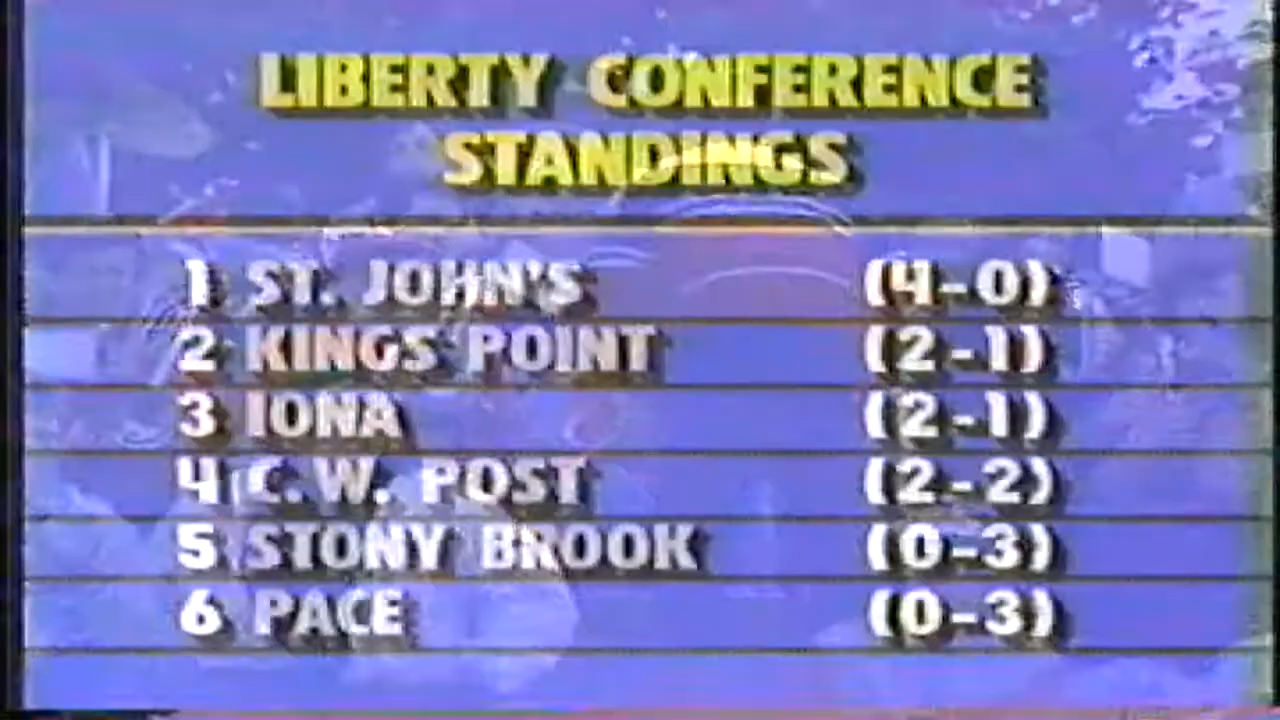 LIBERTY CONFERENCE
STANDINGS
1 ST. JOHN'S (4-0)
2 KINGS POINT (2-1)
3 IONA (2-1)
4 C.W. POST (2-2)
5 STONY BROOK (0-3)
6 PACE (0-3)